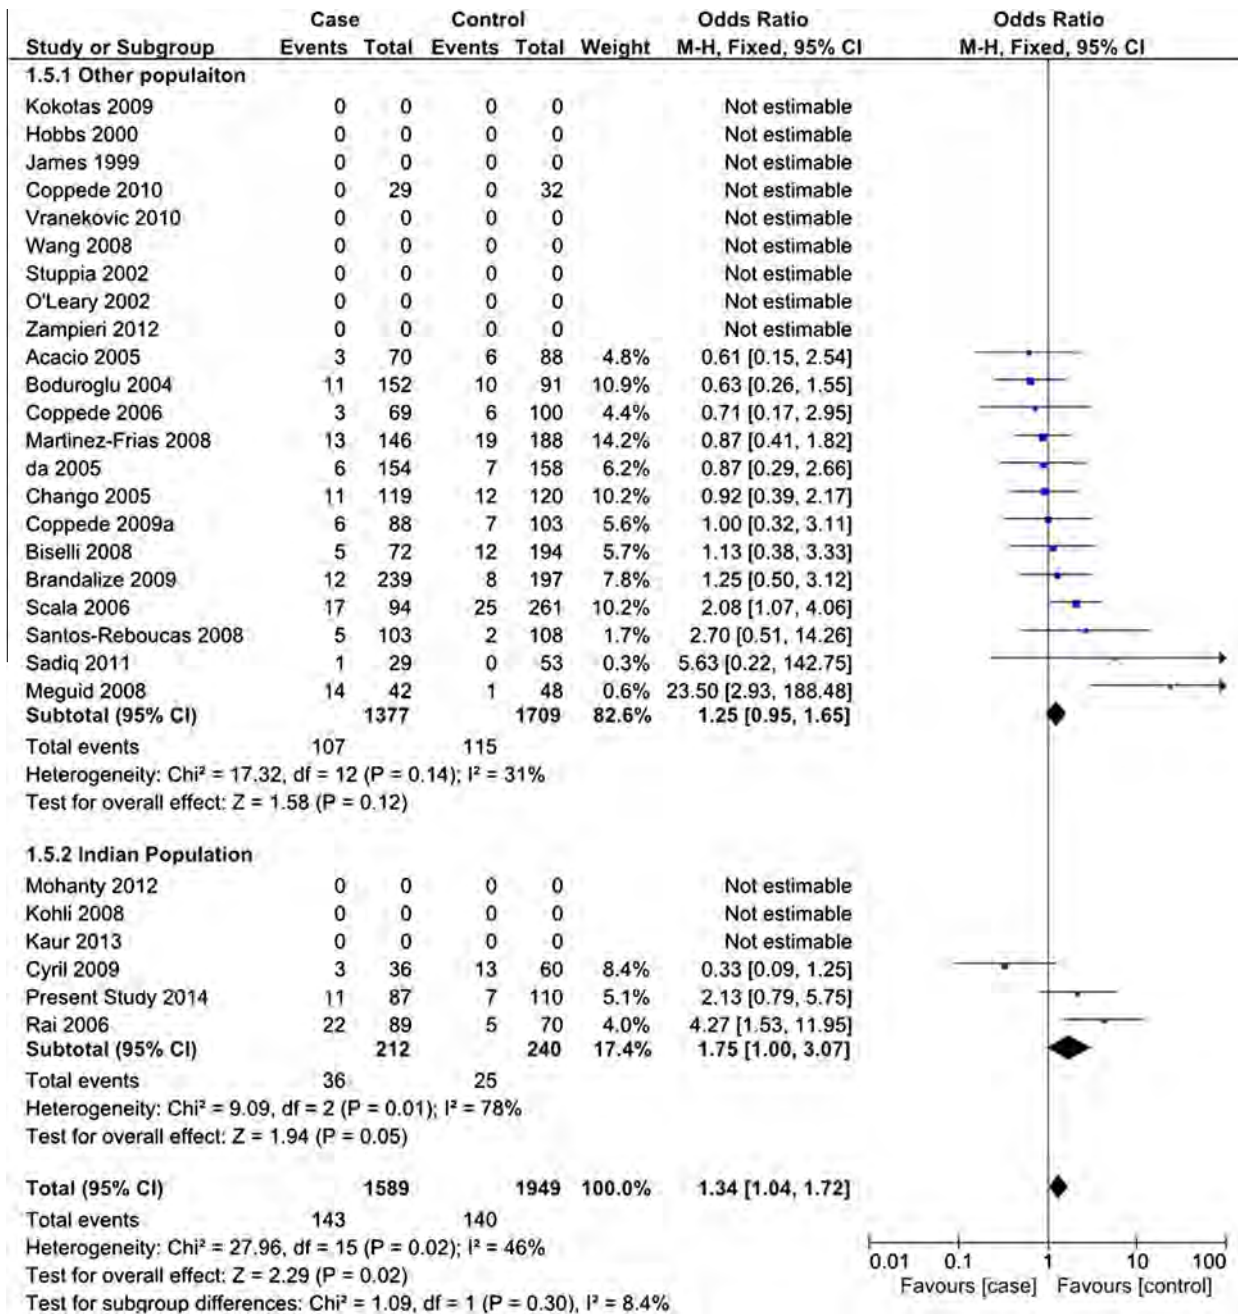 Case Control Odds Ratio Odds Ratio
Study or Subgroup Events Total Events Total Weight M-H, Fixed, 95% CI M-H, Fixed, 95% CI
1.5.1 Other populaiton
Kokotas 2009 0 0 0 0 Not estimable
Hobbs 2000 0 0 0 0 Not estimable
James 1999 0 0 0 0 Not estimable
Coppede 2010 0 29 0 32 Not estimable
Vranekovic 2010 0 0 0 0 Not estimable
Wang 2008 0 0 0 0 Not estimable
Stuppia 2002 0 0 0 0 Not estimable
O'Leary 2002 0 0 0 0 Not estimable
Zampieri 2012 0 0 0 0 Not estimable
Acacio 2005 3 70 6 88 4.8% 0.61 [0.15, 2.54]
Boduroglu 2004 11 152 10 91 10.9% 0.63 [0.26, 1.55]
Coppede 2006 3 69 6 100 4.4% 0.71 [0.17, 2.95]
Martinez-Frias 2008 13 146 19 188 14.2% 0.87 [0.41, 1.82]
da 2005 6 154 7 158 6.2% 0.87 [0.29, 2.66]
Chango 2005 11 119 12 120 10.2% 0.92 [0.39, 2.17]
Coppede 2009a 6 88 7 103 5.6% 1.00 [0.32, 3.11]
Biselli 2008 5 72 12 194 5.7% 1.13 [0.38, 3.33]
Brandalize 2009 12 239 8 197 7.8% 1.25 [0.50, 3.12]
Scala 2006 17 94 25 261 10.2% 2.08 [1.07, 4.06]
Santos-Reboucas 2008 5 103 2 108 1.7% 2.70 [0.51, 14.26]
Sadiq 2011 1 29 0 53 0.3% 5.63 [0.22, 142.75]
Meguid 2008 14 42 1 48 0.6% 23.50 [2.93, 188.48]
Subtotal (95% CI) 1377 1709 82.6% 1.25 [0.95, 1.65]
Total events 107 115
Heterogeneity: Chi² = 17.32, df = 12 (P = 0.14); I² = 31%
Test for overall effect: Z = 1.58 (P = 0.12)
1.5.2 Indian Population
Mohanty 2012 0 0 0 0 Not estimable
Kohli 2008 0 0 0 0 Not estimable
Kaur 2013 0 0 0 0 Not estimable
Cyril 2009 3 36 13 60 8.4% 0.33 [0.09, 1.25]
Present Study 2014 11 87 7 110 5.1% 2.13 [0.79, 5.75]
Rai 2006 22 89 5 70 4.0% 4.27 [1.53, 11.95]
Subtotal (95% CI) 212 240 17.4% 1.75 [1.00, 3.07]
Total events 36 25
Heterogeneity: Chi² = 9.09, df = 2 (P = 0.01); I² = 78%
Test for overall effect: Z = 1.94 (P = 0.05)
Total (95% CI) 1589 1949 100.0% 1.34 [1.04, 1.72]
Total events 143 140
Heterogeneity: Chi² = 27.96, df = 15 (P = 0.02); I² = 46%
Test for overall effect: Z = 2.29 (P = 0.02)
Test for subgroup differences: Chi² = 1.09, df = 1 (P = 0.30), I² = 8.4%
0.01 0.1 1 10 100
Favours [case] Favours [control]